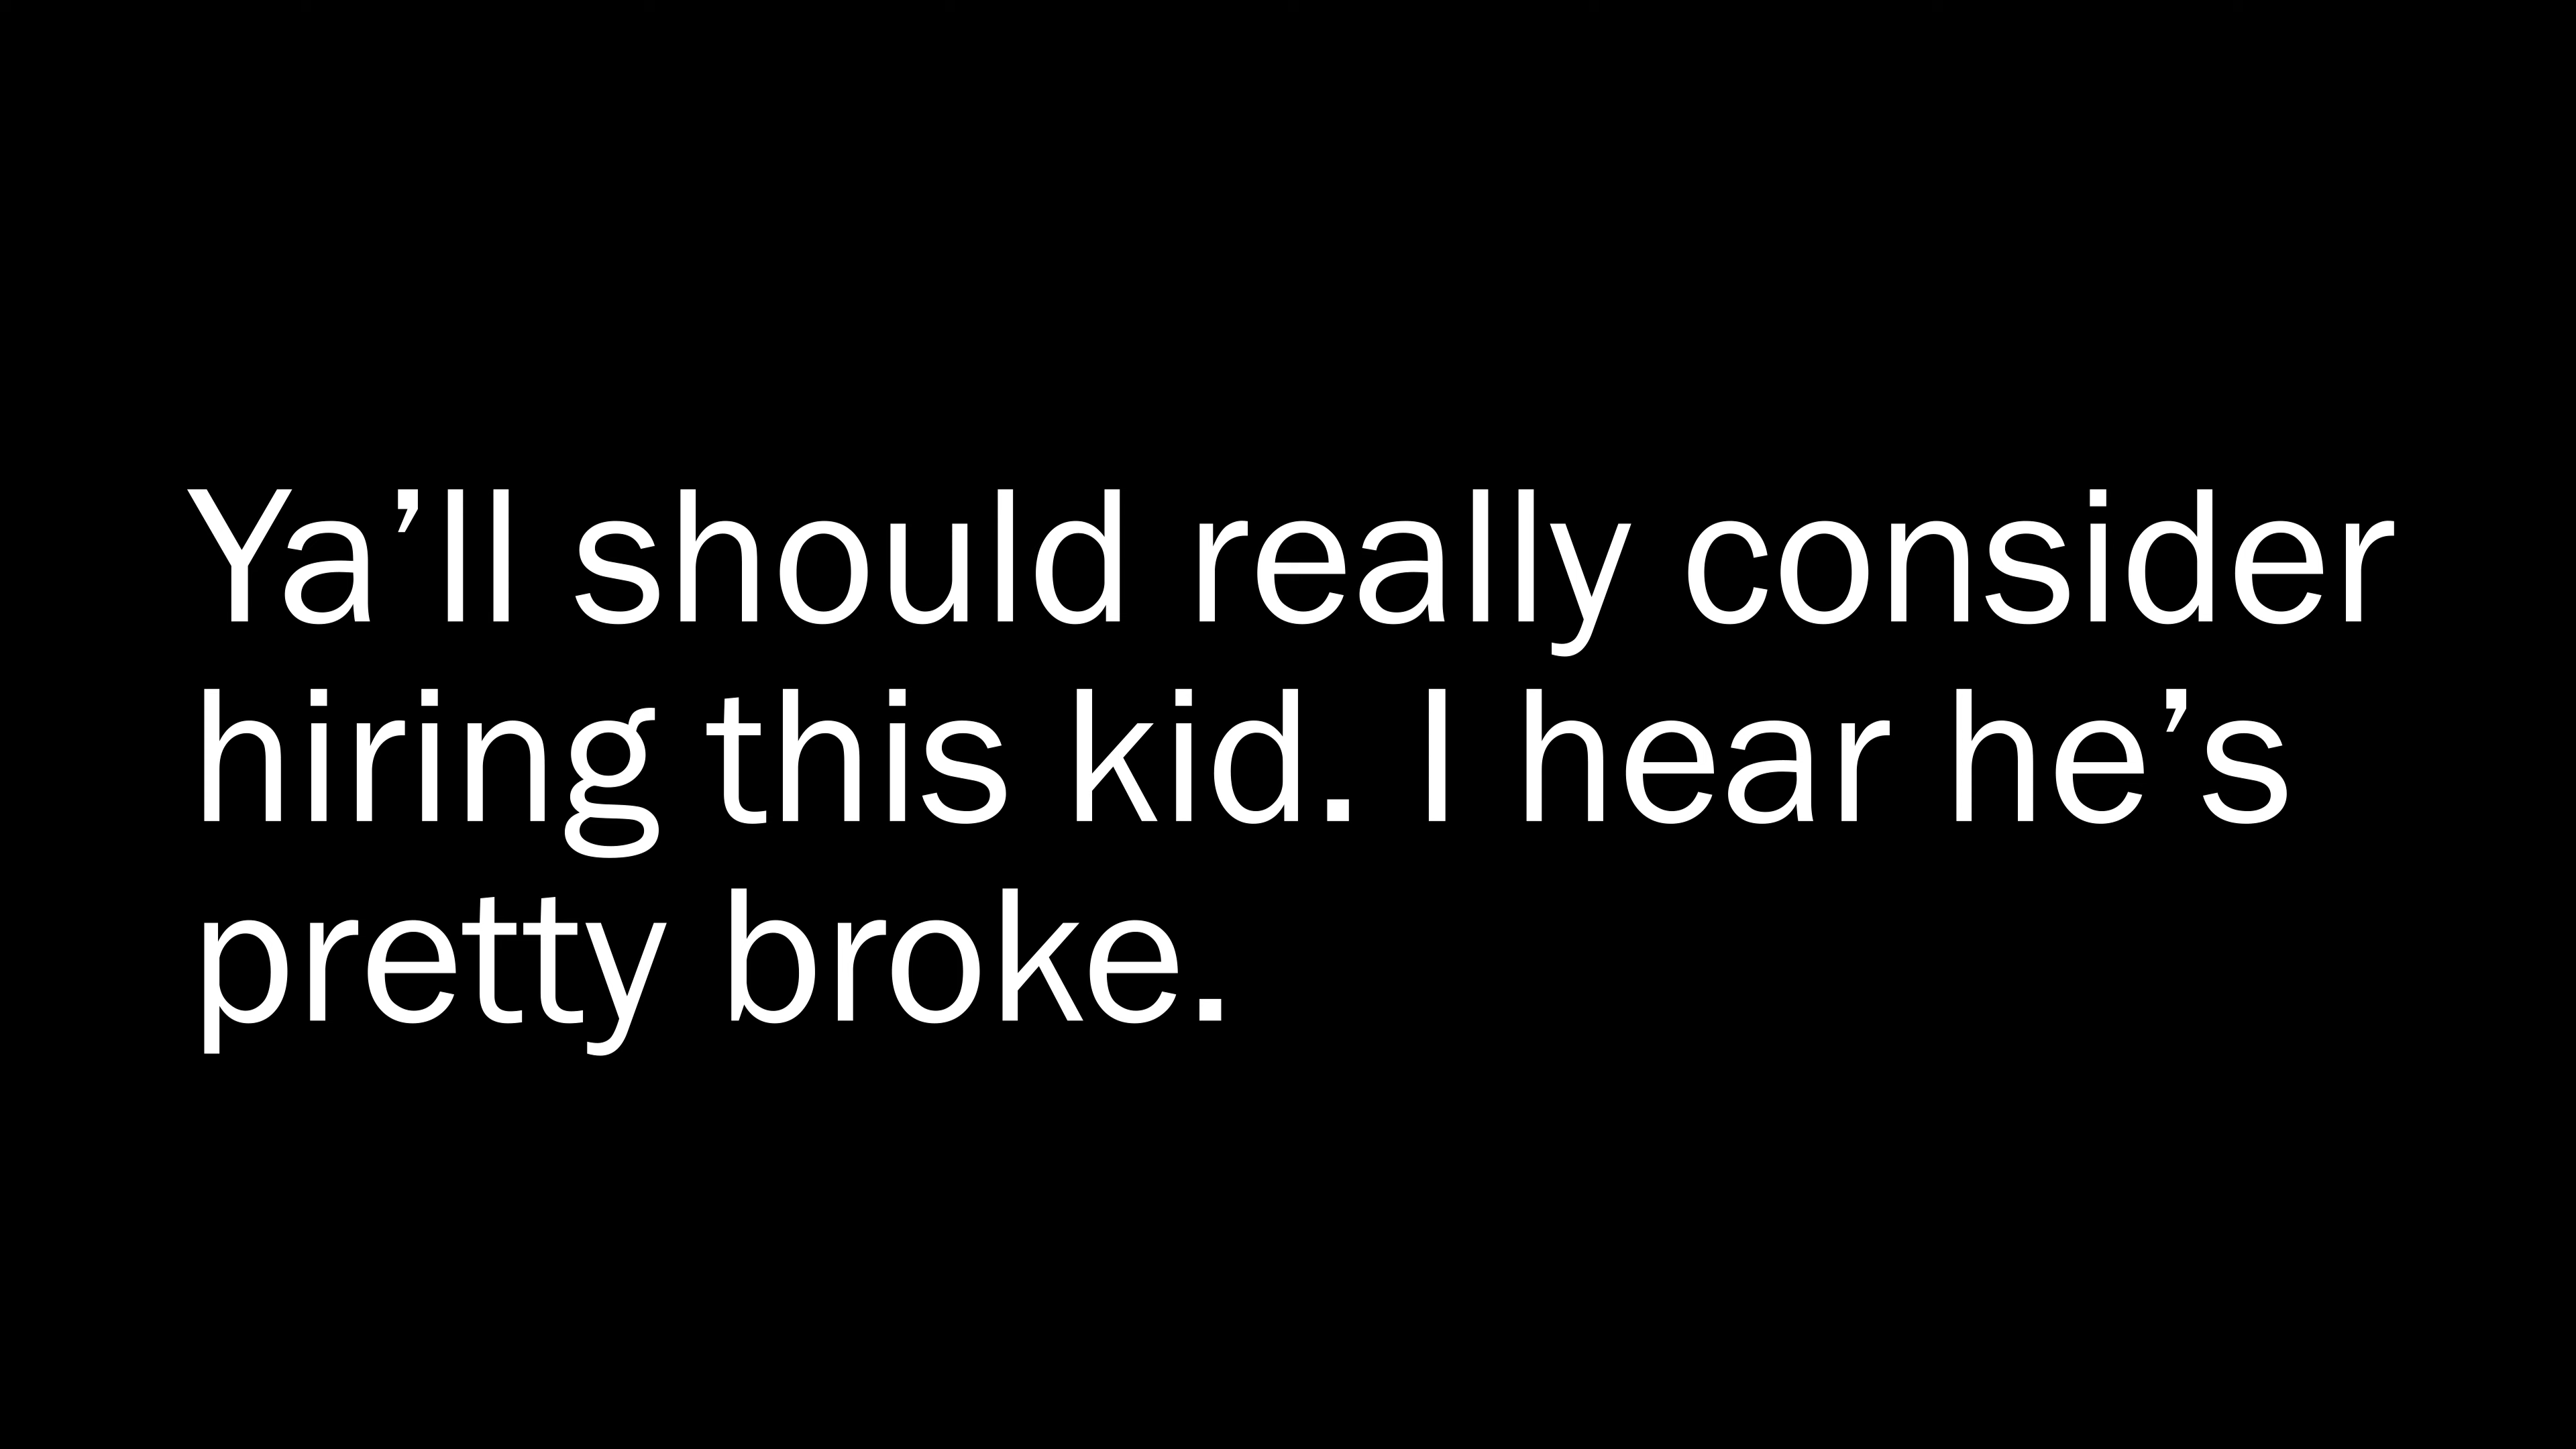 Ya’ll should really consider
hiring this kid. I hear he’s
pretty broke.